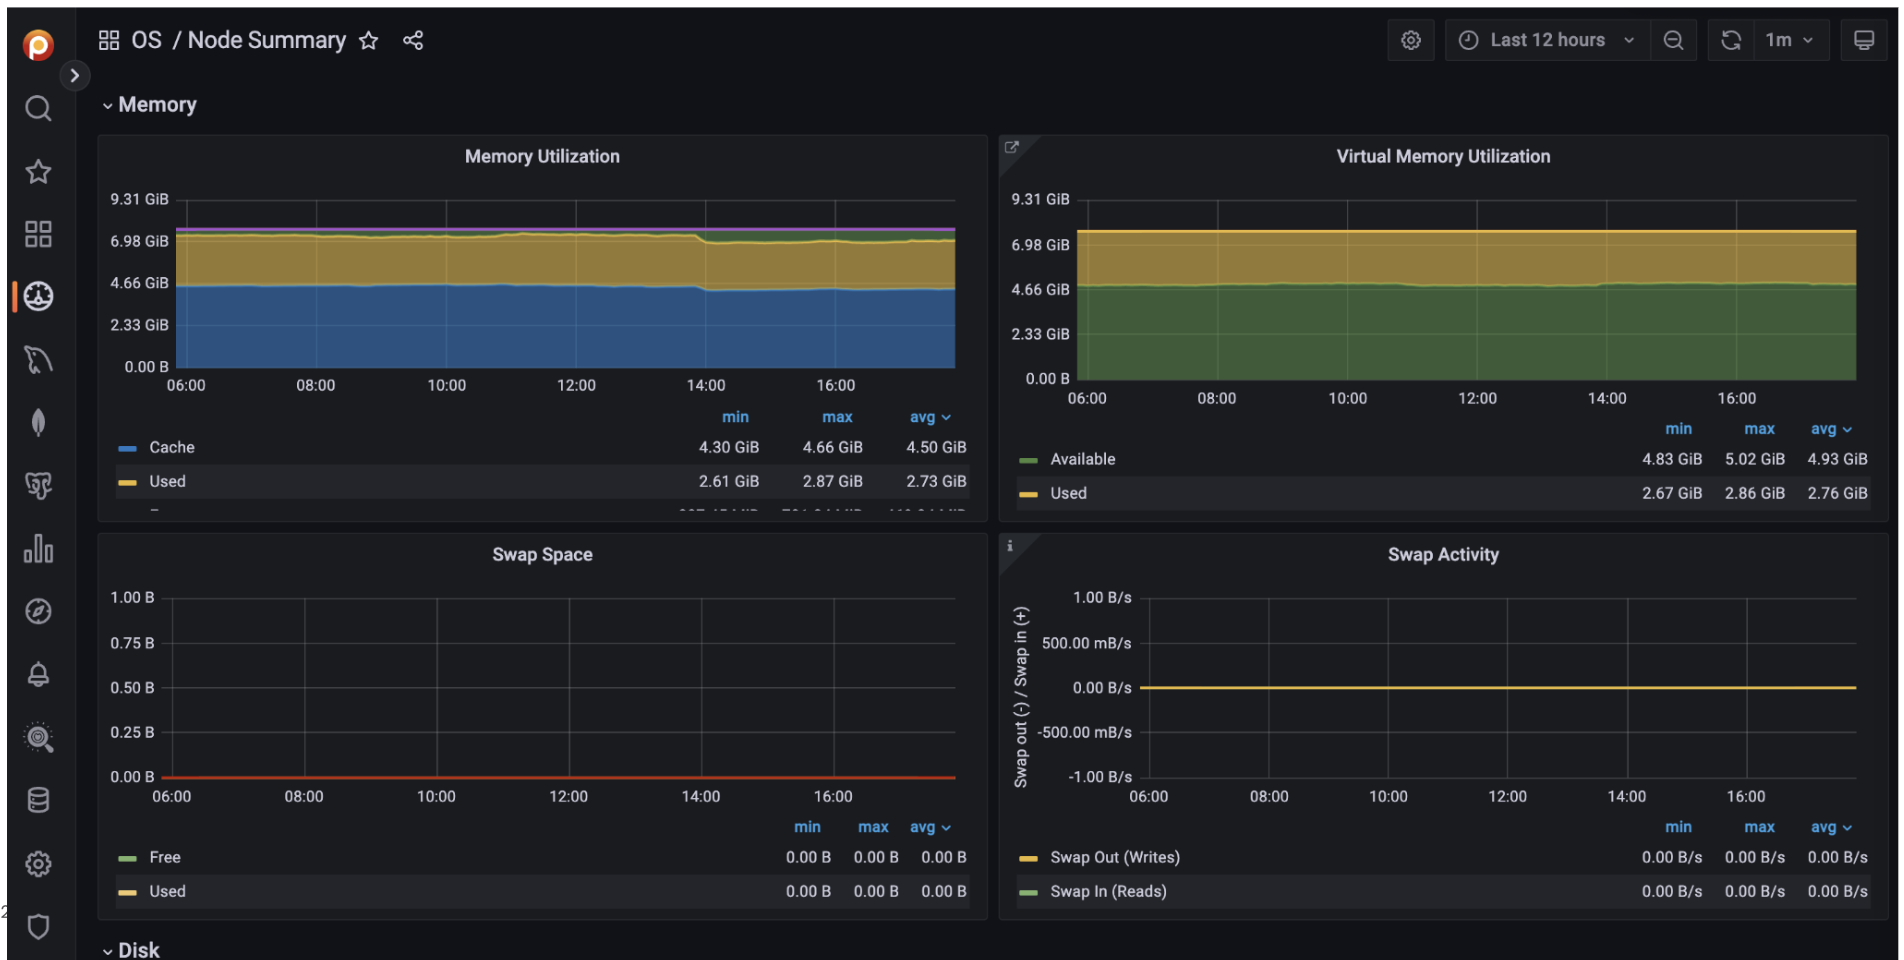 OS / Node Summary
Last 12 hours
1m
Memory
Memory Utilization
9.31 GiB
6.98 GiB
4.66 GiB
2.33 GiB
0.00 B
06:00 08:00 10:00 12:00 14:00 16:00
min max avg
Cache 4.30 GiB 4.66 GiB 4.50 GiB
Used 2.61 GiB 2.87 GiB 2.73 GiB
Virtual Memory Utilization
9.31 GiB
6.98 GiB
4.66 GiB
2.33 GiB
0.00 B
06:00 08:00 10:00 12:00 14:00 16:00
min max avg
Available 4.83 GiB 5.02 GiB 4.93 GiB
Used 2.67 GiB 2.86 GiB 2.76 GiB
Swap Space
1.00 B
0.75 B
0.50 B
0.25 B
0.00 B
06:00 08:00 10:00 12:00 14:00 16:00
min max avg
Free 0.00 B 0.00 B 0.00 B
Used 0.00 B 0.00 B 0.00 B
Swap Activity
Swap out (-) / Swap in (+)
1.00 B/s
500.00 mB/s
0.00 B/s
-500.00 mB/s
-1.00 B/s
06:00 08:00 10:00 12:00 14:00 16:00
min max avg
Swap Out (Writes) 0.00 B/s 0.00 B/s 0.00 B/s
Swap In (Reads) 0.00 B/s 0.00 B/s 0.00 B/s
Disk